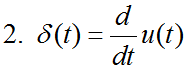 2. δ(t) = d/dt u(t)